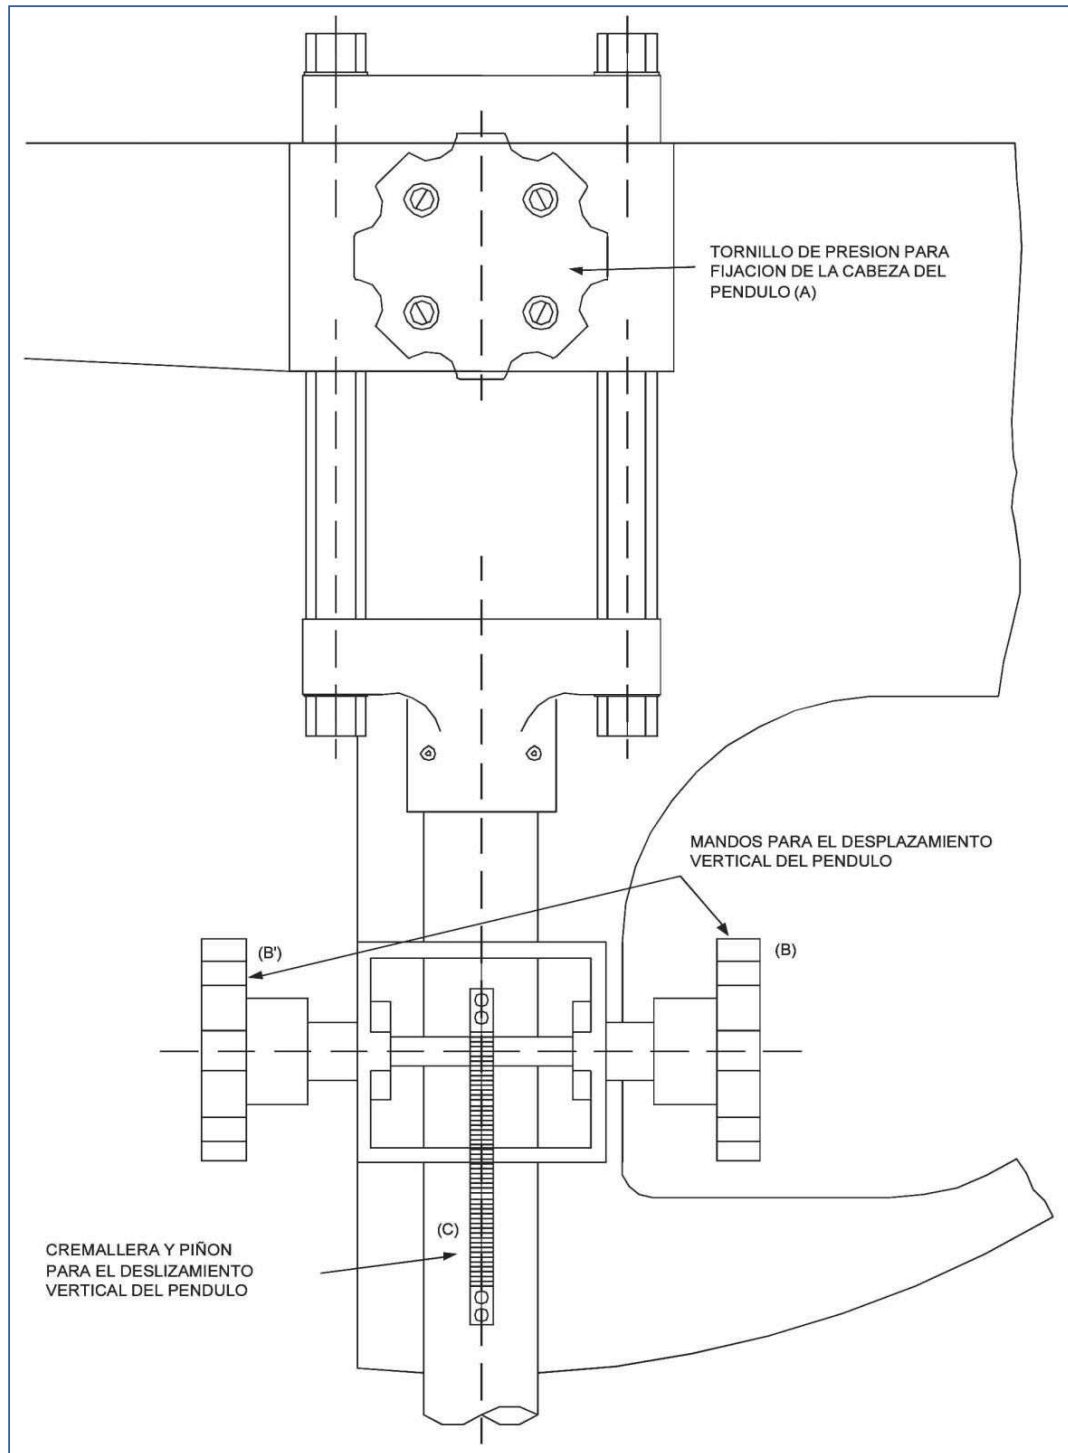 TORNILLO DE PRESION PARA
FIJACION DE LA CABEZA DEL
PENDULO (A)
MANDOS PARA EL DESPLAZAMIENTO
VERTICAL DEL PENDULO
(B')
(B)
(C)
CREMALLERA Y PIÑON
PARA EL DESLIZAMIENTO
VERTICAL DEL PENDULO